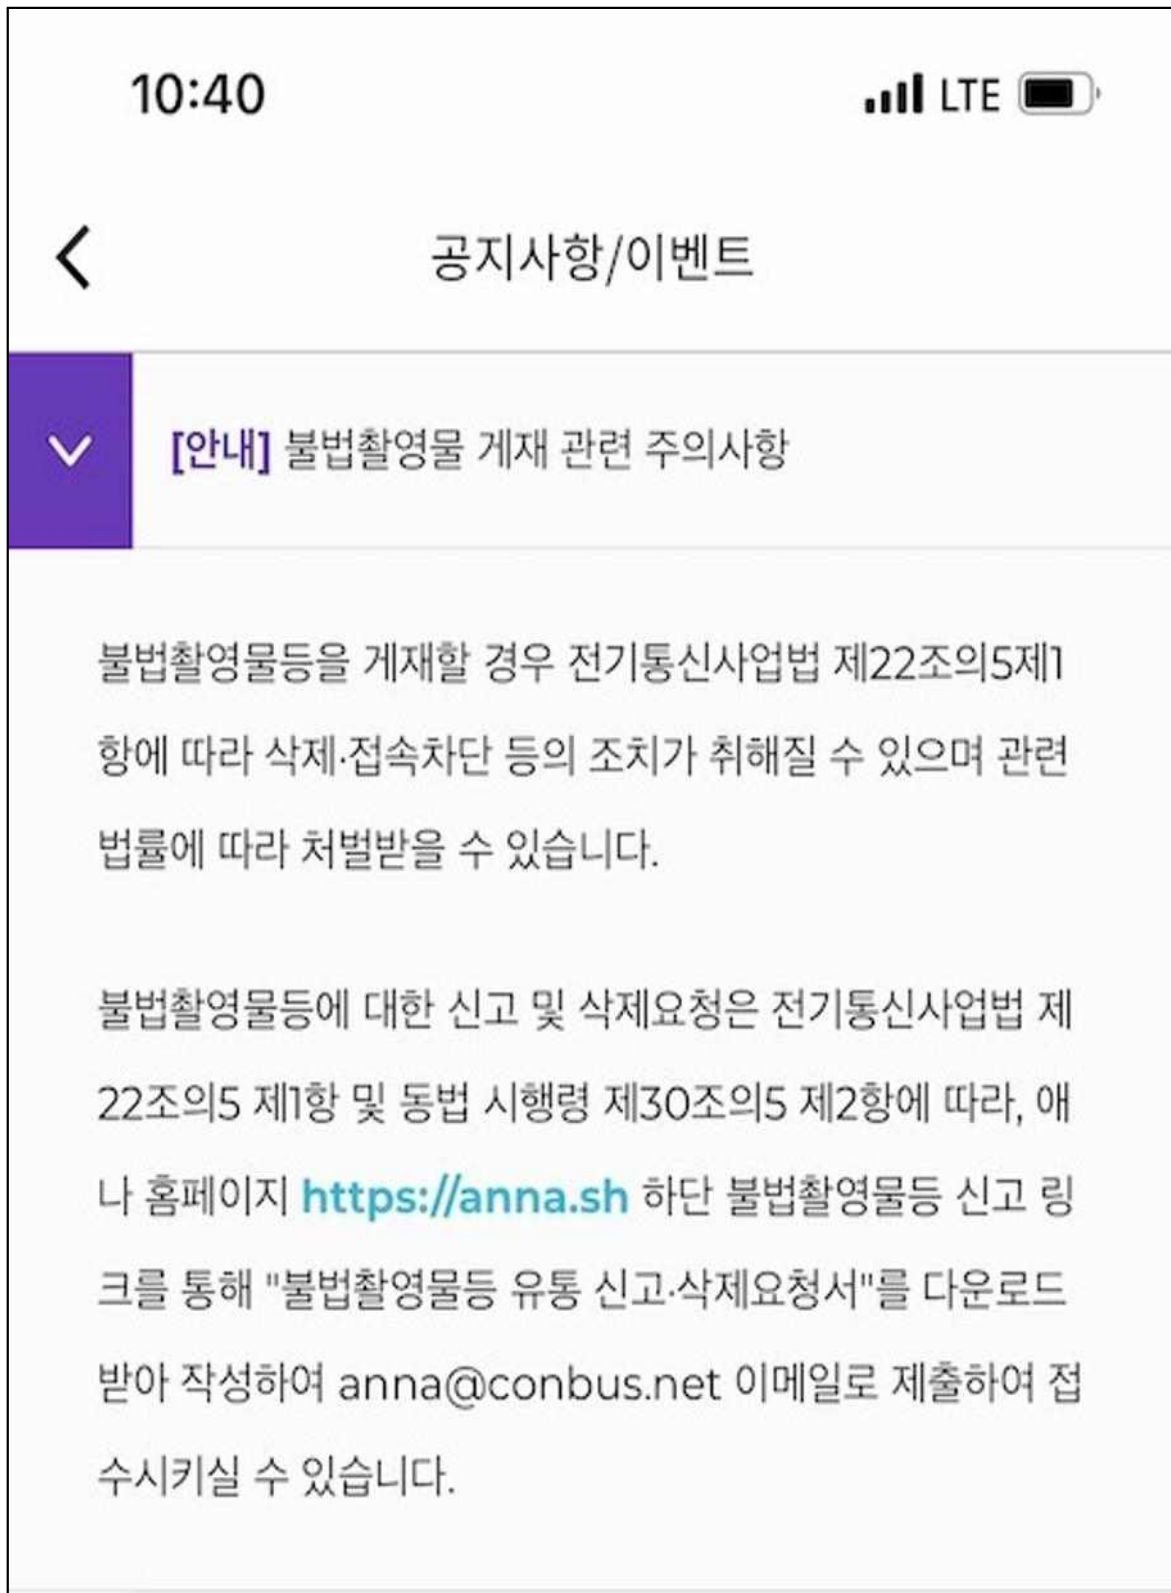 10:40 LTE
공지사항/이벤트
[안내] 불법촬영물 게재 관련 주의사항
불법촬영물등을 게재할 경우 전기통신사업법 제22조의5제1
항에 따라 삭제·접속차단 등의 조치가 취해질 수 있으며 관련
법률에 따라 처벌받을 수 있습니다.
불법촬영물등에 대한 신고 및 삭제요청은 전기통신사업법 제
22조의5 제1항 및 동법 시행령 제30조의5 제2항에 따라, 애
나 홈페이지 https://anna.sh 하단 불법촬영물등 신고 링
크를 통해 "불법촬영물등 유통 신고·삭제요청서"를 다운로드
받아 작성하여 anna@conbus.net 이메일로 제출하여 접
수시키실 수 있습니다.